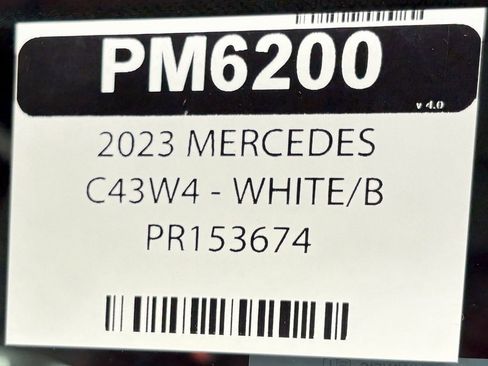 PM6200
v 4.0
2023 MERCEDES
C43W4 - WHITE/B
PR153674